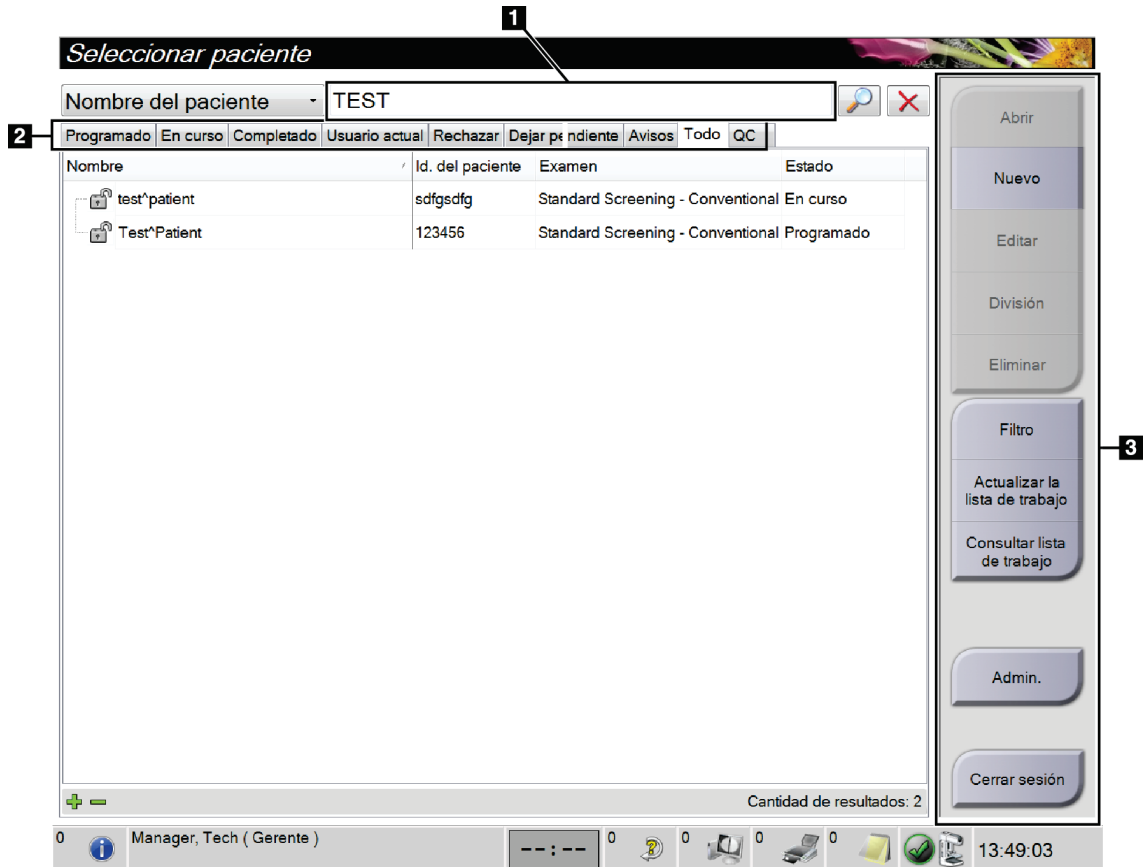 1
Seleccionar paciente
Nombre del paciente TEST
2
Programado En curso Completado Usuario actual Rechazar Dejar pendiente Avisos Todo QC
Nombre Id. del paciente Examen Estado
test^patient sdfgsdfg Standard Screening - Conventional En curso
Test^Patient 123456 Standard Screening - Conventional Programado
Abrir
Nuevo
Editar
División
Eliminar
Filtro
3
Actualizar la
lista de trabajo
Consultar lista
de trabajo
Admin.
Cerrar sesión
Cantidad de resultados: 2
0 Manager, Tech ( Gerente ) --:-- 0 0 0 0 13:49:03